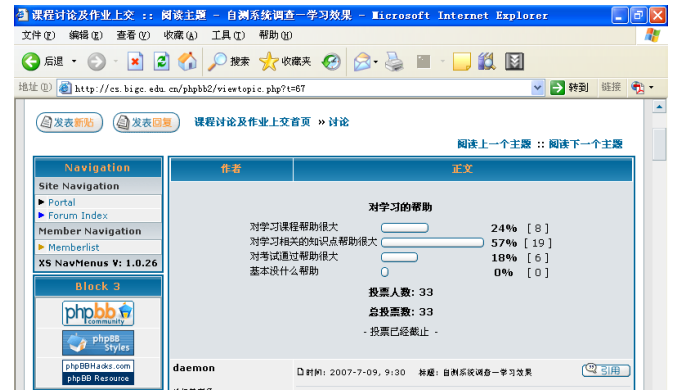 课程讨论及作业上交 :: 阅读主题 - 自测系统调查-学习效果 - Microsoft Internet Explorer
文件(F) 编辑(E) 查看(V) 收藏(A) 工具(T) 帮助(H)
后退 搜索 收藏夹
地址(D) http://cs.bigc.edu.cn/phpbb2/viewtopic.php?t=67 转到 链接
发表新贴 发表回复 课程讨论及作业上交首页 » 讨论
阅读上一个主题 :: 阅读下一个主题
Navigation
Site Navigation
Portal
Forum Index
Member Navigation
Memberlist
XS NavMenus V: 1.0.26
Block 3
phpbb community
phpBB Styles
phpBBHacks.com
phpBB Resource
作者 正文
对学习的帮助
对学习课程帮助很大 24% [ 8 ]
对学习相关的知识点帮助很大 57% [ 19 ]
对考试通过帮助很大 18% [ 6 ]
基本没什么帮助 0% [ 0 ]
投票人数: 33
总投票数: 33
- 投票已经截止 -
daemon
时间: 2007-7-09, 9:30 标题: 自测系统调查-学习效果 引用